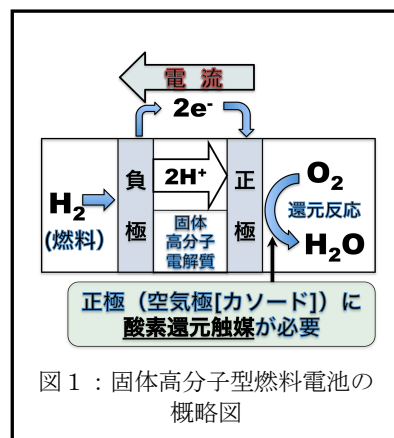 電 流
2e-
負
極
2H+
正
極
H2
(燃料)
固体
高分子
電解質
O2
還元反応
H2O
正極（空気極[カソード]）に
酸素還元触媒が必要
図１：固体高分子型燃料電池の
概略図